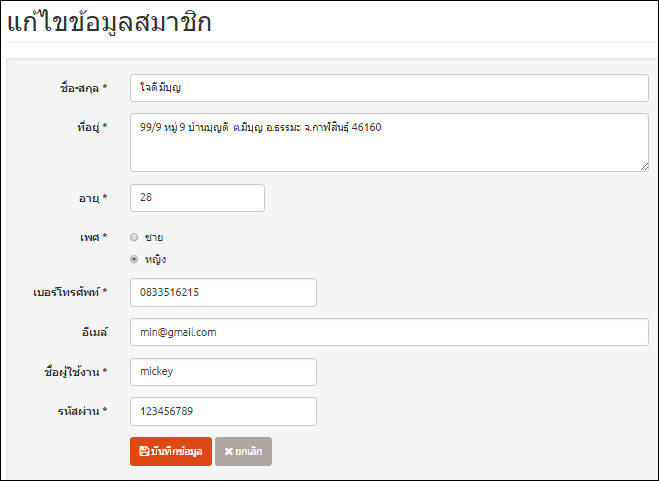 แก้ไขข้อมูลสมาชิก
ชื่อ-สกุล * ใจดี มีบุญ
ที่อยู่ * 99/9 หมู่ 9 บ้านบุญดี ต.มีบุญ อ.ธรรมะ จ.กาฬสินธุ์ 46160
อายุ * 28
เพศ * ชาย
หญิง
เบอร์โทรศัพท์ * 0833516215
อีเมล์ min@gmail.com
ชื่อผู้ใช้งาน * mickey
รหัสผ่าน * 123456789
บันทึกข้อมูล ยกเลิก